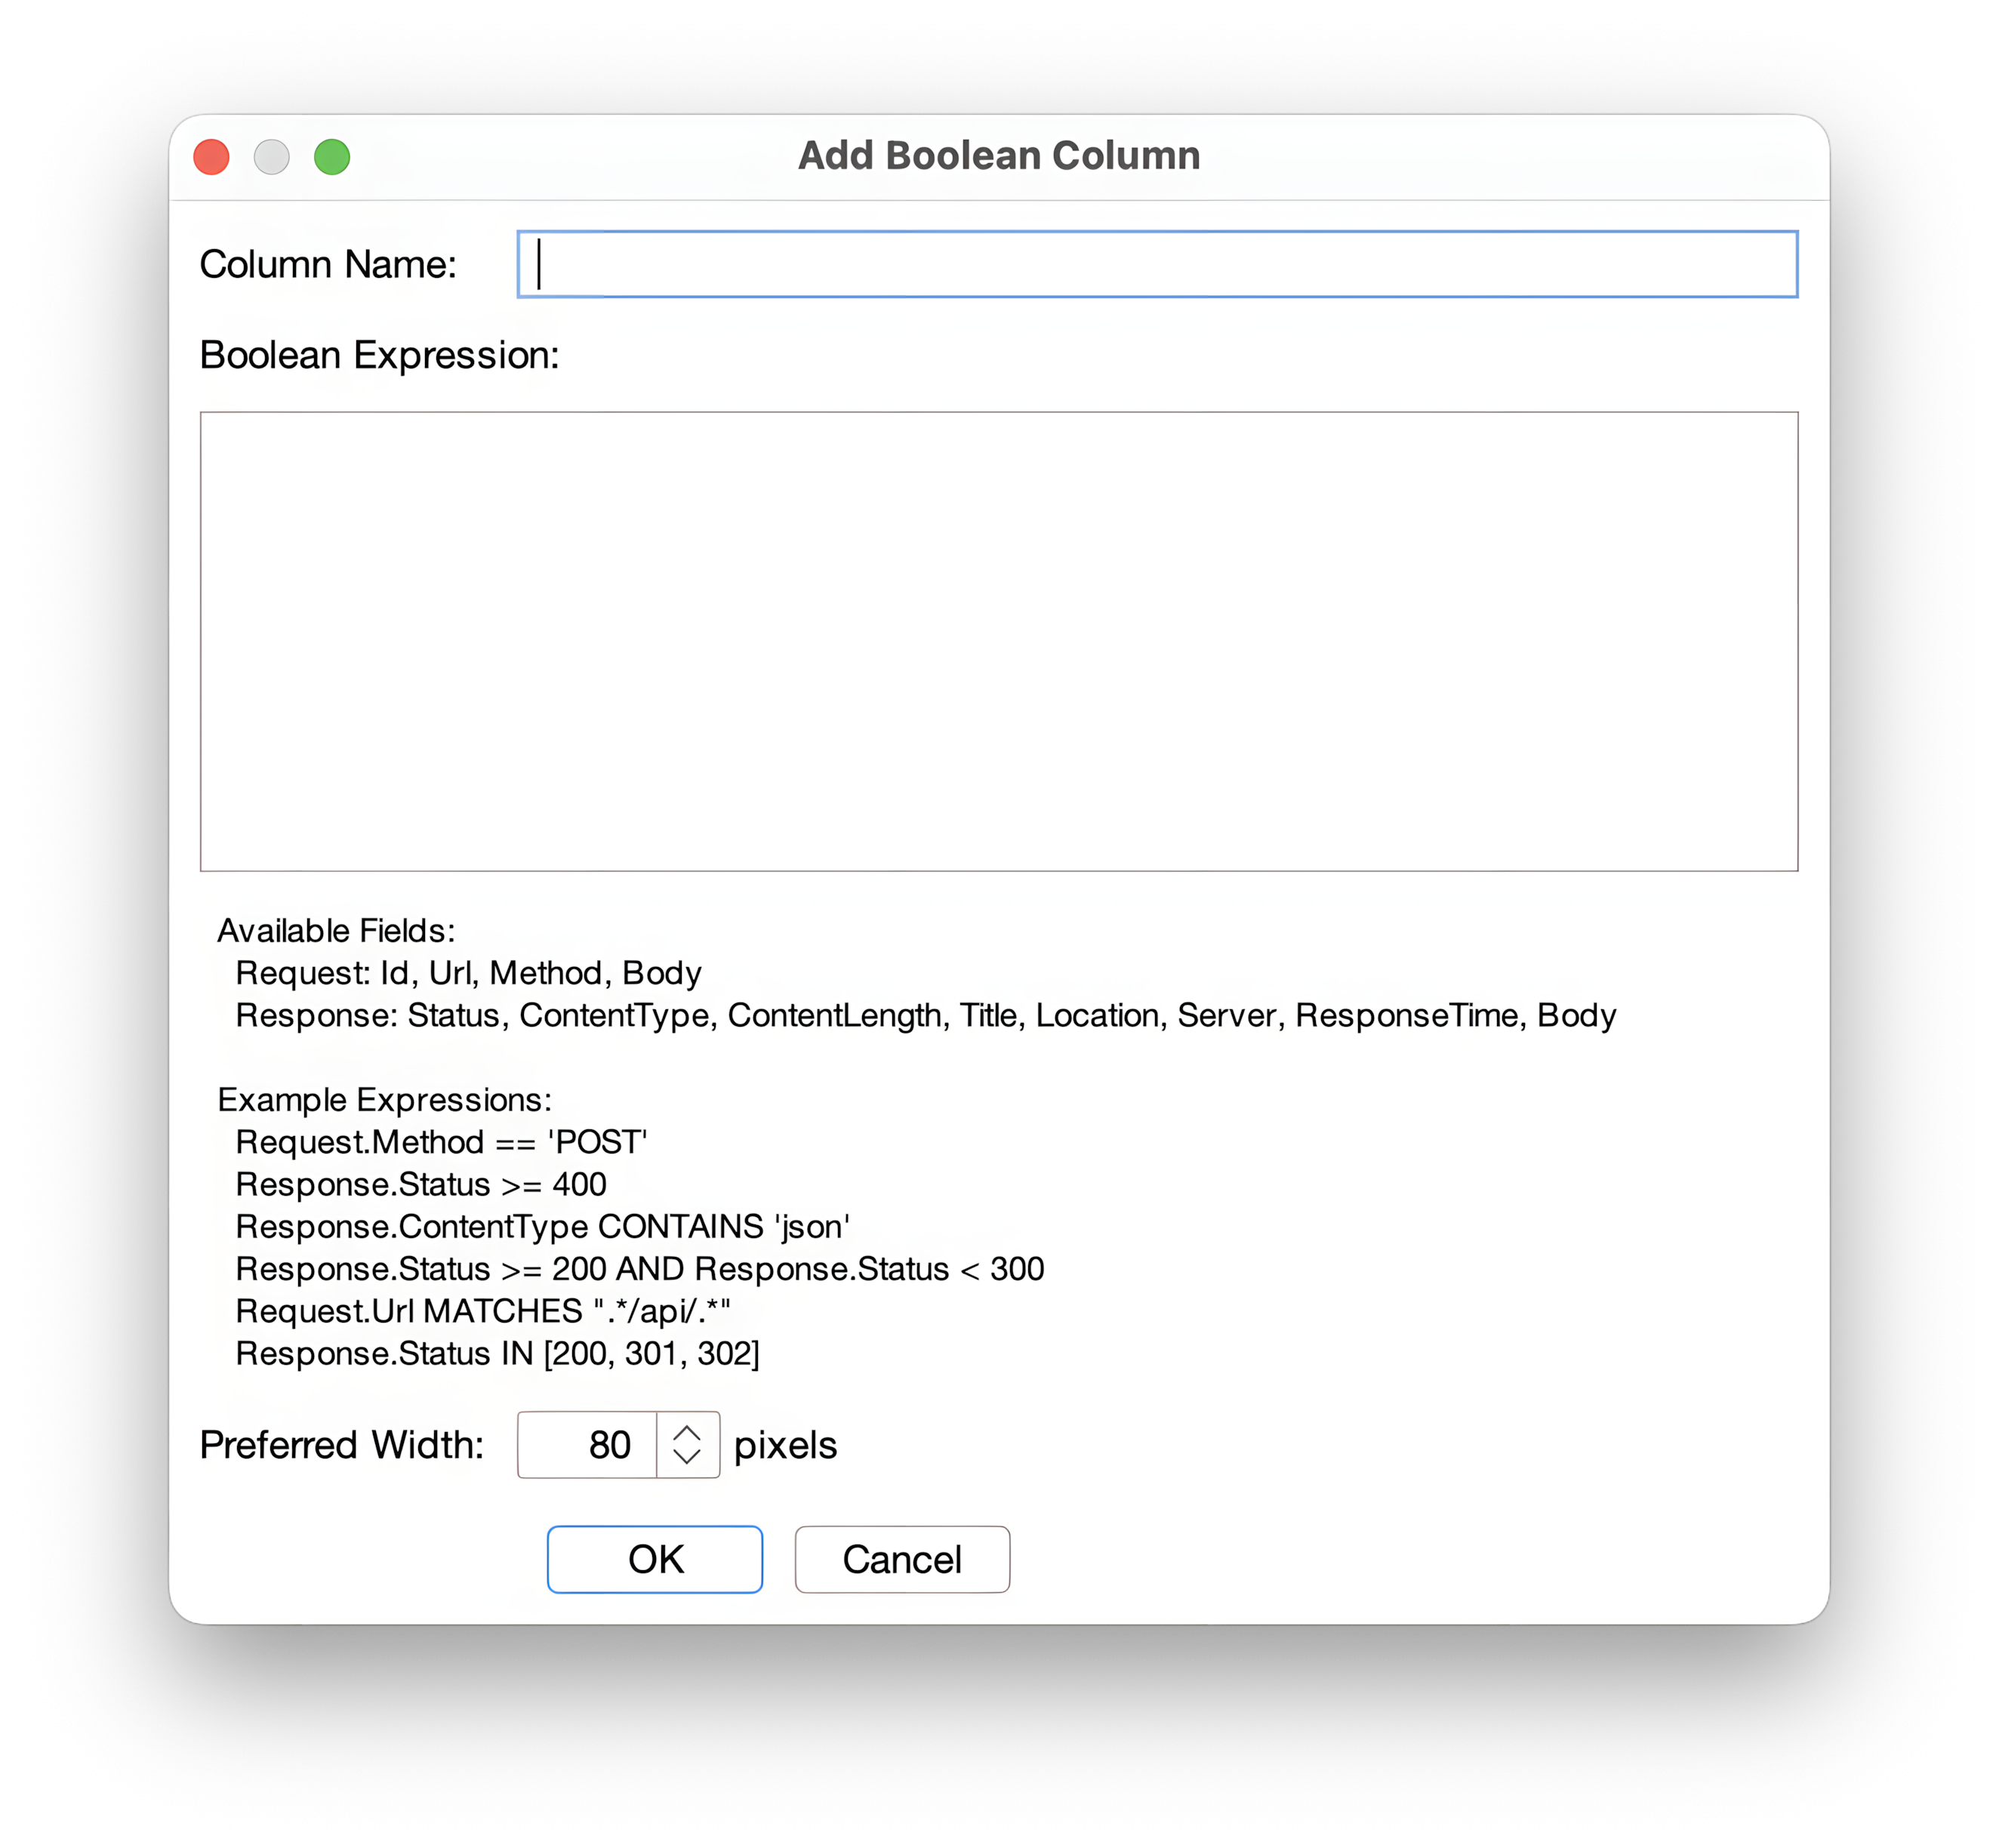 Add Boolean Column
Column Name:
Boolean Expression:
Available Fields:
Request: Id, Url, Method, Body
Response: Status, ContentType, ContentLength, Title, Location, Server, ResponseTime, Body
Example Expressions:
Request.Method == 'POST'
Response.Status >= 400
Response.ContentType CONTAINS 'json'
Response.Status >= 200 AND Response.Status < 300
Request.Url MATCHES ".*/api/.*"
Response.Status IN [200, 301, 302]
Preferred Width: 80 pixels
OK Cancel